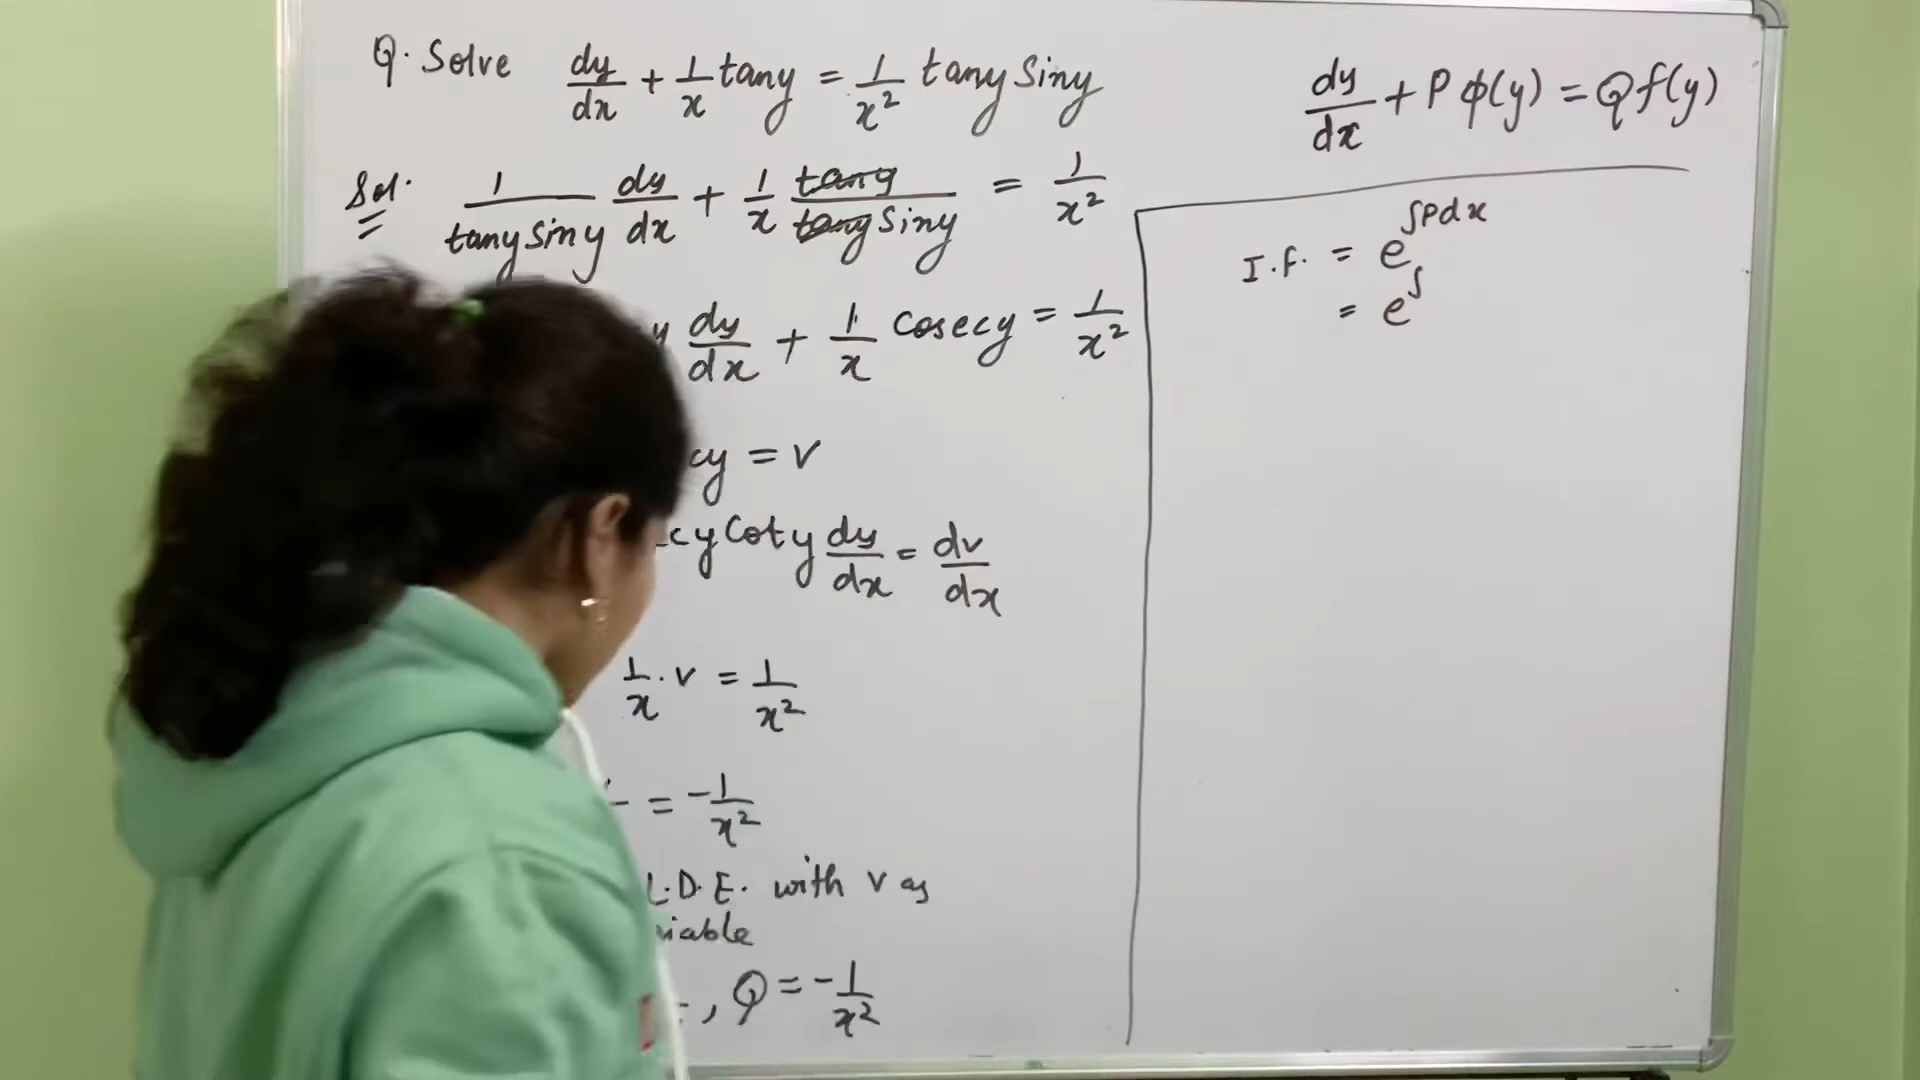 Q. Solve dy/dx + 1/x tany = 1/x² tany Siny
dy/dx + P φ(y) = Q f(y)
Sol. 1/(tany Siny) dy/dx + 1/x tany/(tany Siny) = 1/x²
y dy/dx + 1/x Cosecy = 1/x²
cy = v
cy Cot y dy/dx = dv/dx
1/x . v = 1/x²
= -1/x²
L.D.E. with v as
iable
, Q = -1/x²
I.F. = e^∫Pdx
= e^∫